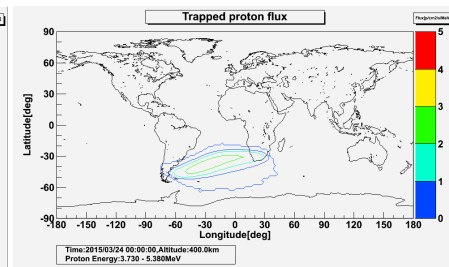 Trapped proton flux
90
60
30
0
-30
-60
-90
Latitude[deg]
-180 -150 -120 -90 -60 -30 0 30 60 90 120 150 180
Longitude[deg]
5
4
3
2
1
0
Time:2015/03/24 00:00:00,Altitude:400.0km
Proton Energy:3.730 - 5.380MeV